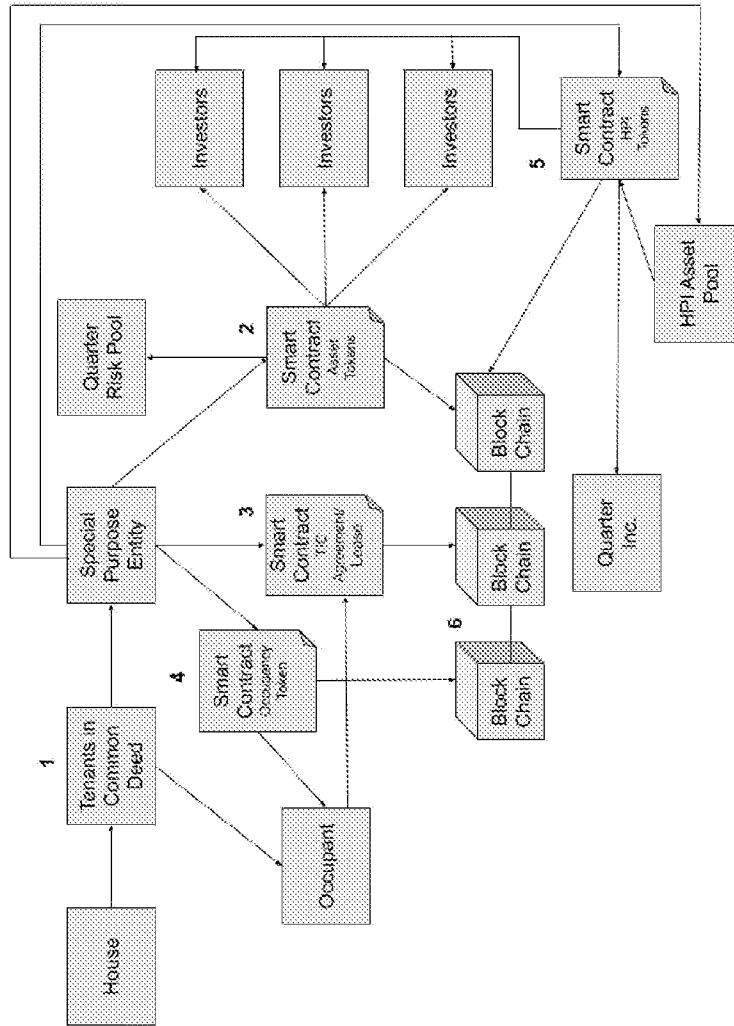 House
1
Tenants in
Common
Deed
Special
Purpose
Entity
Quarter
Risk Pool
Occupant
4
Smart
Contract
Occupancy
Token
3
Smart
Contract
TIC
Agreement/
Lease
2
Smart
Contract
Asset
Tokens
Investors
Investors
Investors
6
Block
Chain
Block
Chain
Block
Chain
5
Smart
Contract
HPI
Tokens
Quarter
Inc.
HPI Asset
Pool